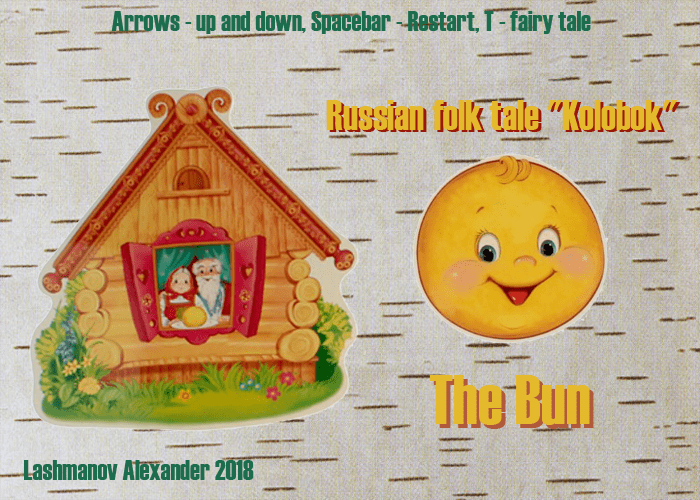 Arrows - up and down, Spacebar - Restart, T - fairy tale
Russian folk tale "Kolobok"
The Bun
Lashmanov Alexander 2018